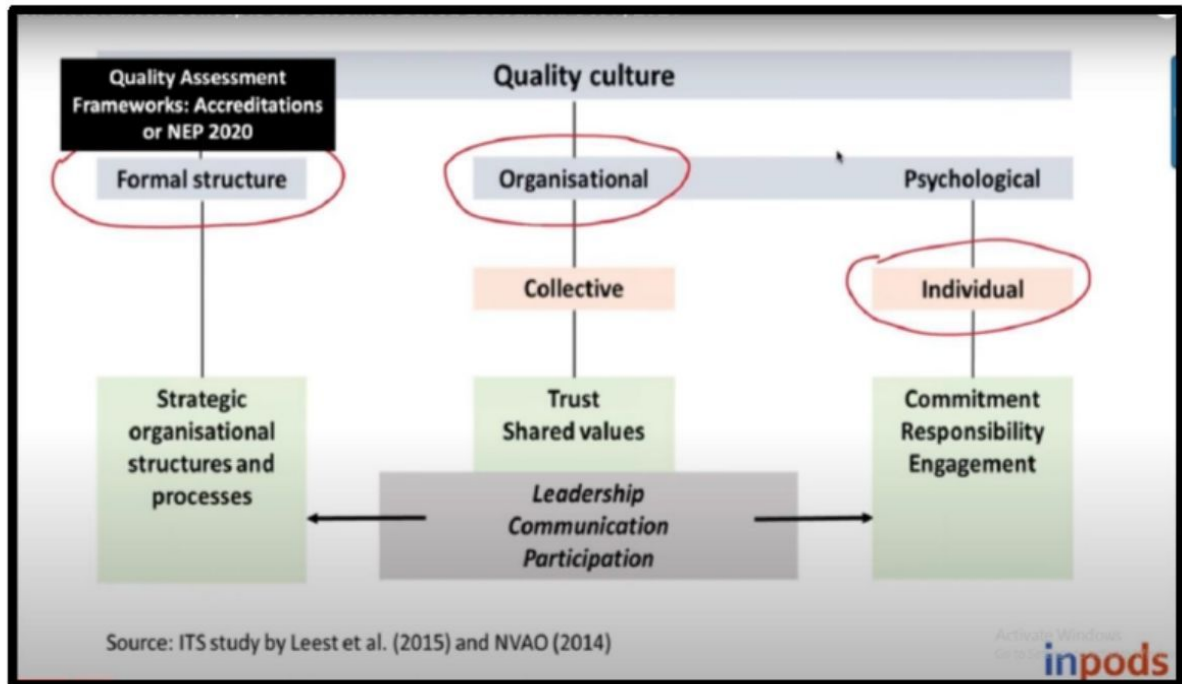 Quality culture
Quality Assessment
Frameworks: Accreditations
or NEP 2020
Formal structure
Organisational
Psychological
Collective
Individual
Strategic
organisational
structures and
processes
Trust
Shared values
Commitment
Responsibility
Engagement
Leadership
Communication
Participation
Source: ITS study by Leest et al. (2015) and NVAO (2014)
Activate Windows
inpods